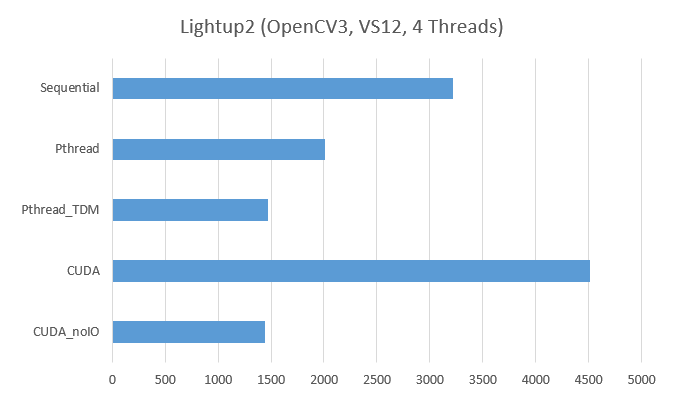 Lightup2 (OpenCV3, VS12, 4 Threads)
Sequential
Pthread
Pthread_TDM
CUDA
CUDA_noIO
0 500 1000 1500 2000 2500 3000 3500 4000 4500 5000